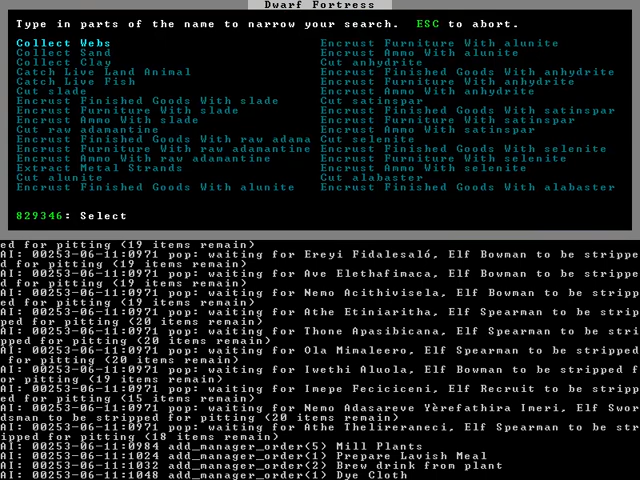 Dwarf Fortress
Type in parts of the name to narrow your search.  ESC to abort.
Collect Webs
Collect Sand
Collect Clay
Catch Live Land Animal
Catch Live Fish
Cut slade
Encrust Finished Goods With slade
Encrust Furniture With slade
Encrust Ammo With slade
Cut raw adamantine
Encrust Finished Goods With raw adama
Encrust Furniture With raw adamantine
Encrust Ammo With raw adamantine
Extract Metal Strands
Cut alunite
Encrust Finished Goods With alunite
Encrust Furniture With alunite
Encrust Ammo With alunite
Cut anhydrite
Encrust Finished Goods With anhydrite
Encrust Furniture With anhydrite
Encrust Ammo With anhydrite
Cut satinspar
Encrust Finished Goods With satinspar
Encrust Furniture With satinspar
Encrust Ammo With satinspar
Cut selenite
Encrust Finished Goods With selenite
Encrust Furniture With selenite
Encrust Ammo With selenite
Cut alabaster
Encrust Finished Goods With alabaster
829346: Select
ed for pitting (19 items remain)
AI: 00253-06-11:0971 pop: waiting for Ereyi Fidalesaló, Elf Bowman to be strippe
d for pitting (19 items remain)
AI: 00253-06-11:0971 pop: waiting for Ave Elethafimaca, Elf Bowman to be strippe
d for pitting (19 items remain)
AI: 00253-06-11:0971 pop: waiting for Nemo Acithivisela, Elf Bowman to be stripp
ed for pitting (19 items remain)
AI: 00253-06-11:0971 pop: waiting for Athe Etiniaritha, Elf Spearman to be strip
ped for pitting (20 items remain)
AI: 00253-06-11:0971 pop: waiting for Thone Apasibicana, Elf Spearman to be stri
pped for pitting (20 items remain)
AI: 00253-06-11:0971 pop: waiting for Ola Mimaleero, Elf Spearman to be stripped
 for pitting (20 items remain)
AI: 00253-06-11:0971 pop: waiting for Iwethi Aluola, Elf Bowman to be stripped f
or pitting (19 items remain)
AI: 00253-06-11:0971 pop: waiting for Imepe Feciciceni, Elf Recruit to be stripp
ed for pitting (15 items remain)
AI: 00253-06-11:0971 pop: waiting for Nemo Adasareve Yèrefathira Imeri, Elf Swor
dsman to be stripped for pitting (20 items remain)
AI: 00253-06-11:0971 pop: waiting for Athe Thelireraneci, Elf Spearman to be str
ipped for pitting (18 items remain)
AI: 00253-06-11:0984 add_manager_order(5) Mill Plants
AI: 00253-06-11:1024 add_manager_order(1) Prepare Lavish Meal
AI: 00253-06-11:1032 add_manager_order(2) Brew drink from plant
AI: 00253-06-11:1048 add_manager_order(1) Dye Cloth